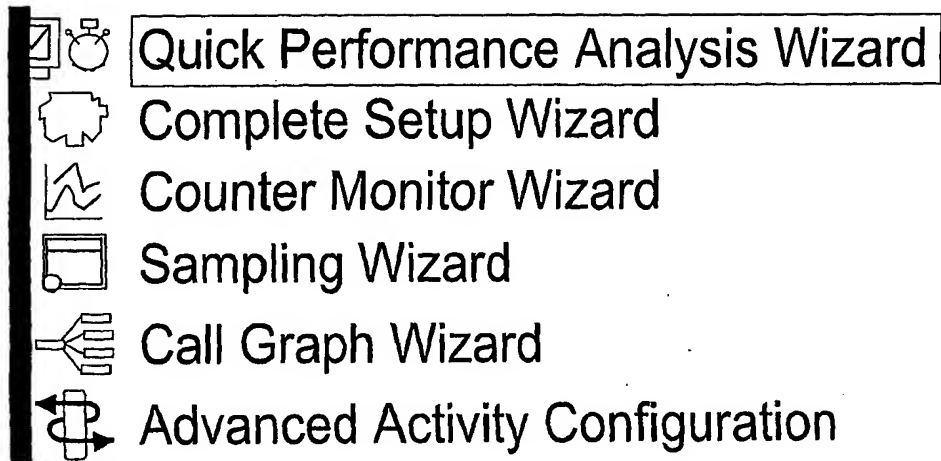 Quick Performance Analysis Wizard
Complete Setup Wizard
Counter Monitor Wizard
Sampling Wizard
Call Graph Wizard
Advanced Activity Configuration